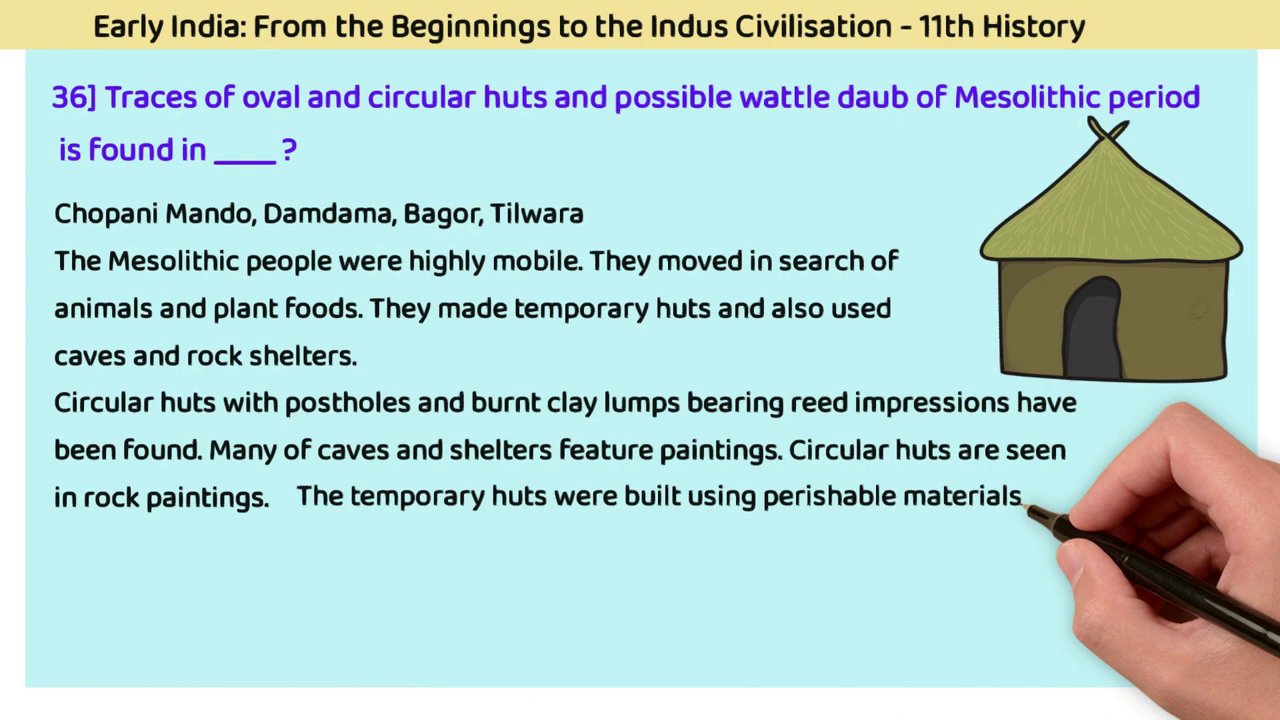 Early India: From the Beginnings to the Indus Civilisation - 11th History
36] Traces of oval and circular huts and possible wattle daub of Mesolithic period
is found in ____ ?
Chopani Mando, Damdama, Bagor, Tilwara
The Mesolithic people were highly mobile. They moved in search of
animals and plant foods. They made temporary huts and also used
caves and rock shelters.
Circular huts with postholes and burnt clay lumps bearing reed impressions have
been found. Many of caves and shelters feature paintings. Circular huts are seen
in rock paintings. The temporary huts were built using perishable materials